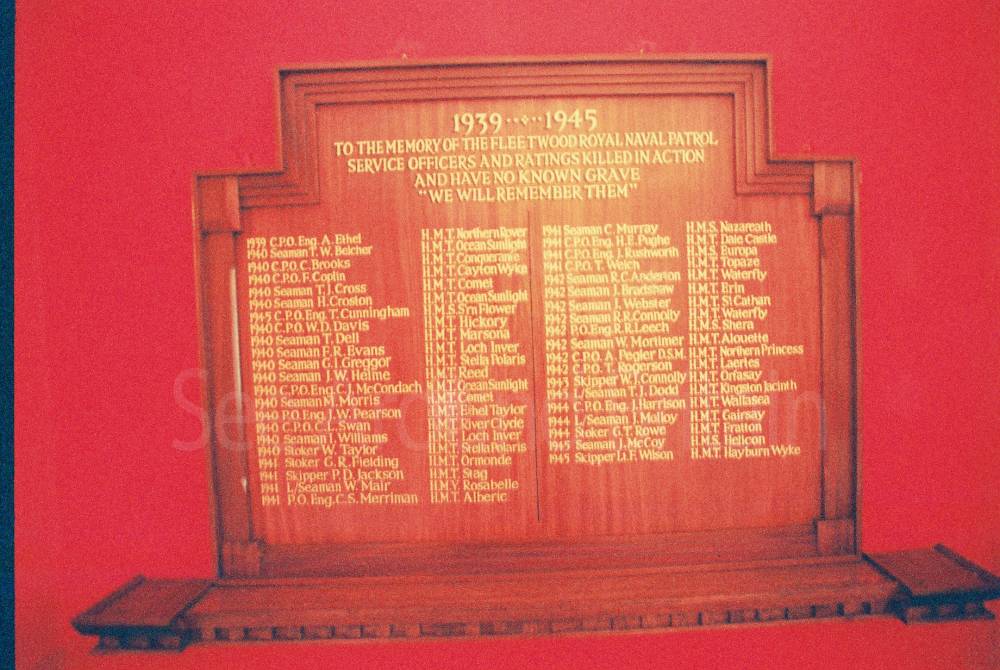 1939 ··÷·· 1945
TO THE MEMORY OF THE FLEETWOOD ROYAL NAVAL PATROL
SERVICE OFFICERS AND RATINGS KILLED IN ACTION
AND HAVE NO KNOWN GRAVE
"WE WILL REMEMBER THEM"
1939 C.P.O. Eng. A. Ethel H.M.T. Northern Rover
1940 Seaman T.W. Belcher H.M.T. Ocean Sunlight
1940 C.P.O. C. Brooks H.M.T. Conquerante
1940 C.P.O. F. Coplin H.M.T. Cayton Wyke
1940 Seaman T.J. Cross H.M.T. Comet
1940 Seaman H. Croston H.M.T. Ocean Sunlight
1945 C.P.O. Eng. T. Cunningham H.M.S. S'n Flower
1940 C.P.O. W.D. Davis H.M.T. Hickory
1940 Seaman T. Dell H.M.T. Marsona
1940 Seaman F.R. Evans H.M.T. Loch Inver
1940 Seaman G.I. Greggor H.M.T. Stella Polaris
1940 Seaman J.W. Helme H.M.T. Reed
1940 C.P.O. Eng. C.J. McCondach H.M.T. Ocean Sunlight
1940 Seaman M. Morris H.M.T. Comet
1940 P.O. Eng. J.W. Pearson H.M.T. Ethel Taylor
1940 C.P.O. C.L. Swan H.M.T. River Clyde
1940 Seaman J. Williams H.M.T. Loch Inver
1940 Stoker W. Taylor H.M.T. Stella Polaris
1941 Stoker G.R. Fielding H.M.T. Ormonde
1941 Skipper P.D. Jackson H.M.T. Stag
1941 L/Seaman W. Mair H.M.Y. Rosabelle
1941 P.O. Eng. C.S. Merriman H.M.T. Alberic
1941 Seaman C. Murray H.M.S. Nazareath
1941 C.P.O. Eng. H.E. Pughe H.M.T. Dale Castle
1941 C.P.O. Eng. J. Rushworth H.M.S. Europa
1941 C.P.O. T. Welch H.M.T. Topaze
1942 Seaman R.C. Anderson H.M.T. Waterfly
1942 Seaman J. Bradshaw H.M.T. Erin
1942 Seaman J. Webster H.M.T. St Cathan
1942 Seaman R.R. Connolly H.M.T. Waterfly
1942 P.O. Eng. R.R. Leech H.M.S. Shera
1942 Seaman W. Mortimer H.M.T. Alouette
1942 C.P.O. A. Pegler D.S.M. H.M.T. Northern Princess
1942 C.P.O. T. Rogerson H.M.T. Laertes
1943 Skipper W.J. Connolly H.M.T. Orfasay
1943 L/Seaman T.J. Dodd H.M.T. Kingston Jacinth
1944 C.P.O. Eng. J. Harrison H.M.T. Wallasea
1944 L/Seaman J. Molloy H.M.T. Gairsay
1944 Stoker G.T. Rowe H.M.T. Fratton
1945 Seaman J. McCoy H.M.S. Helicon
1945 Skipper Lt. F. Wilson H.M.T. Hayburn Wyke